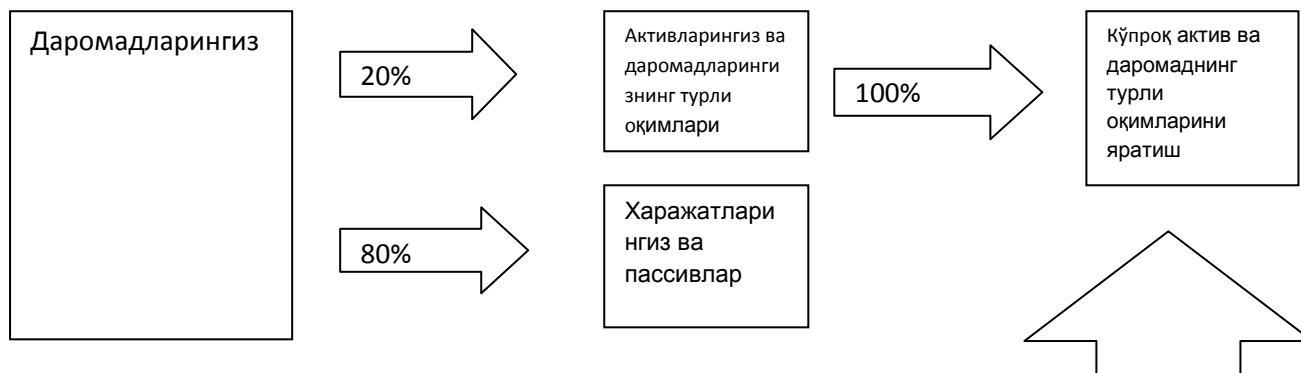 Даромадларингиз
20%
Активларингиз ва
даромадларинги
знинг турли
оқимлари
100%
Кўпроқ актив ва
даромаднинг
турли
оқимларини
яратиш
80%
Харажатлари
нгиз ва
пассивлар